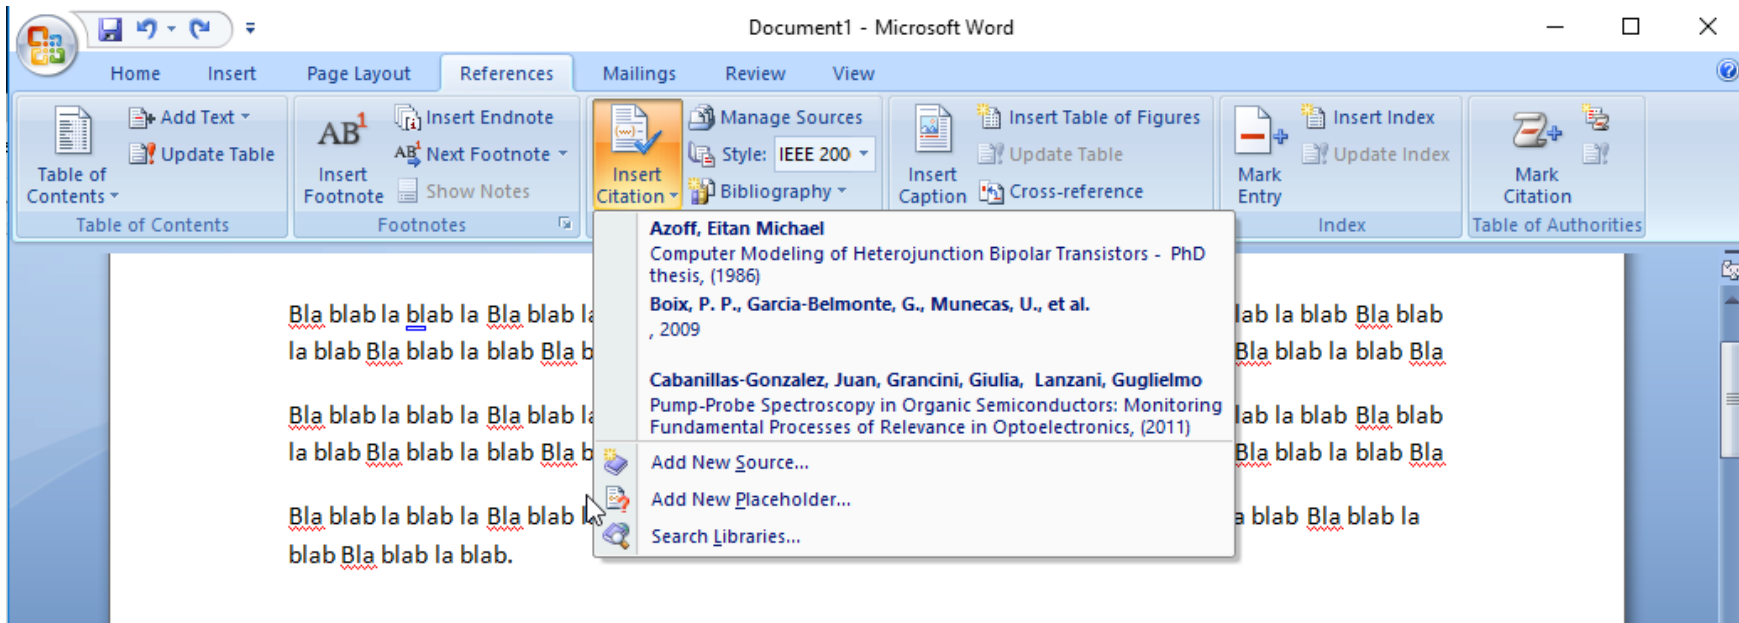 Document1 - Microsoft Word
Home Insert Page Layout References Mailings Review View
Add Text
Update Table
Table of
Contents
Table of Contents
AB1
Insert
Footnote
Insert Endnote
AB1 Next Footnote
Show Notes
Footnotes
Insert
Citation
Manage Sources
Style: IEEE 200
Bibliography
Insert
Caption
Insert Table of Figures
Update Table
Cross-reference
Mark
Entry
Insert Index
Update Index
Index
Mark
Citation
Table of Authorities
Azoff, Eitan Michael
Computer Modeling of Heterojunction Bipolar Transistors - PhD
thesis, (1986)
Boix, P. P., Garcia-Belmonte, G., Munecas, U., et al.
, 2009
Cabanillas-Gonzalez, Juan, Grancini, Giulia, Lanzani, Guglielmo
Pump-Probe Spectroscopy in Organic Semiconductors: Monitoring
Fundamental Processes of Relevance in Optoelectronics, (2011)
Add New Source...
Add New Placeholder...
Search Libraries...
Bla blab la blab la Bla blab la lab la blab Bla blab
la blab Bla blab la blab Bla b Bla blab la blab Bla
Bla blab la blab la Bla blab la lab la blab Bla blab
la blab Bla blab la blab Bla b Bla blab la blab Bla
Bla blab la blab la Bla blab a blab Bla blab la
blab Bla blab la blab.